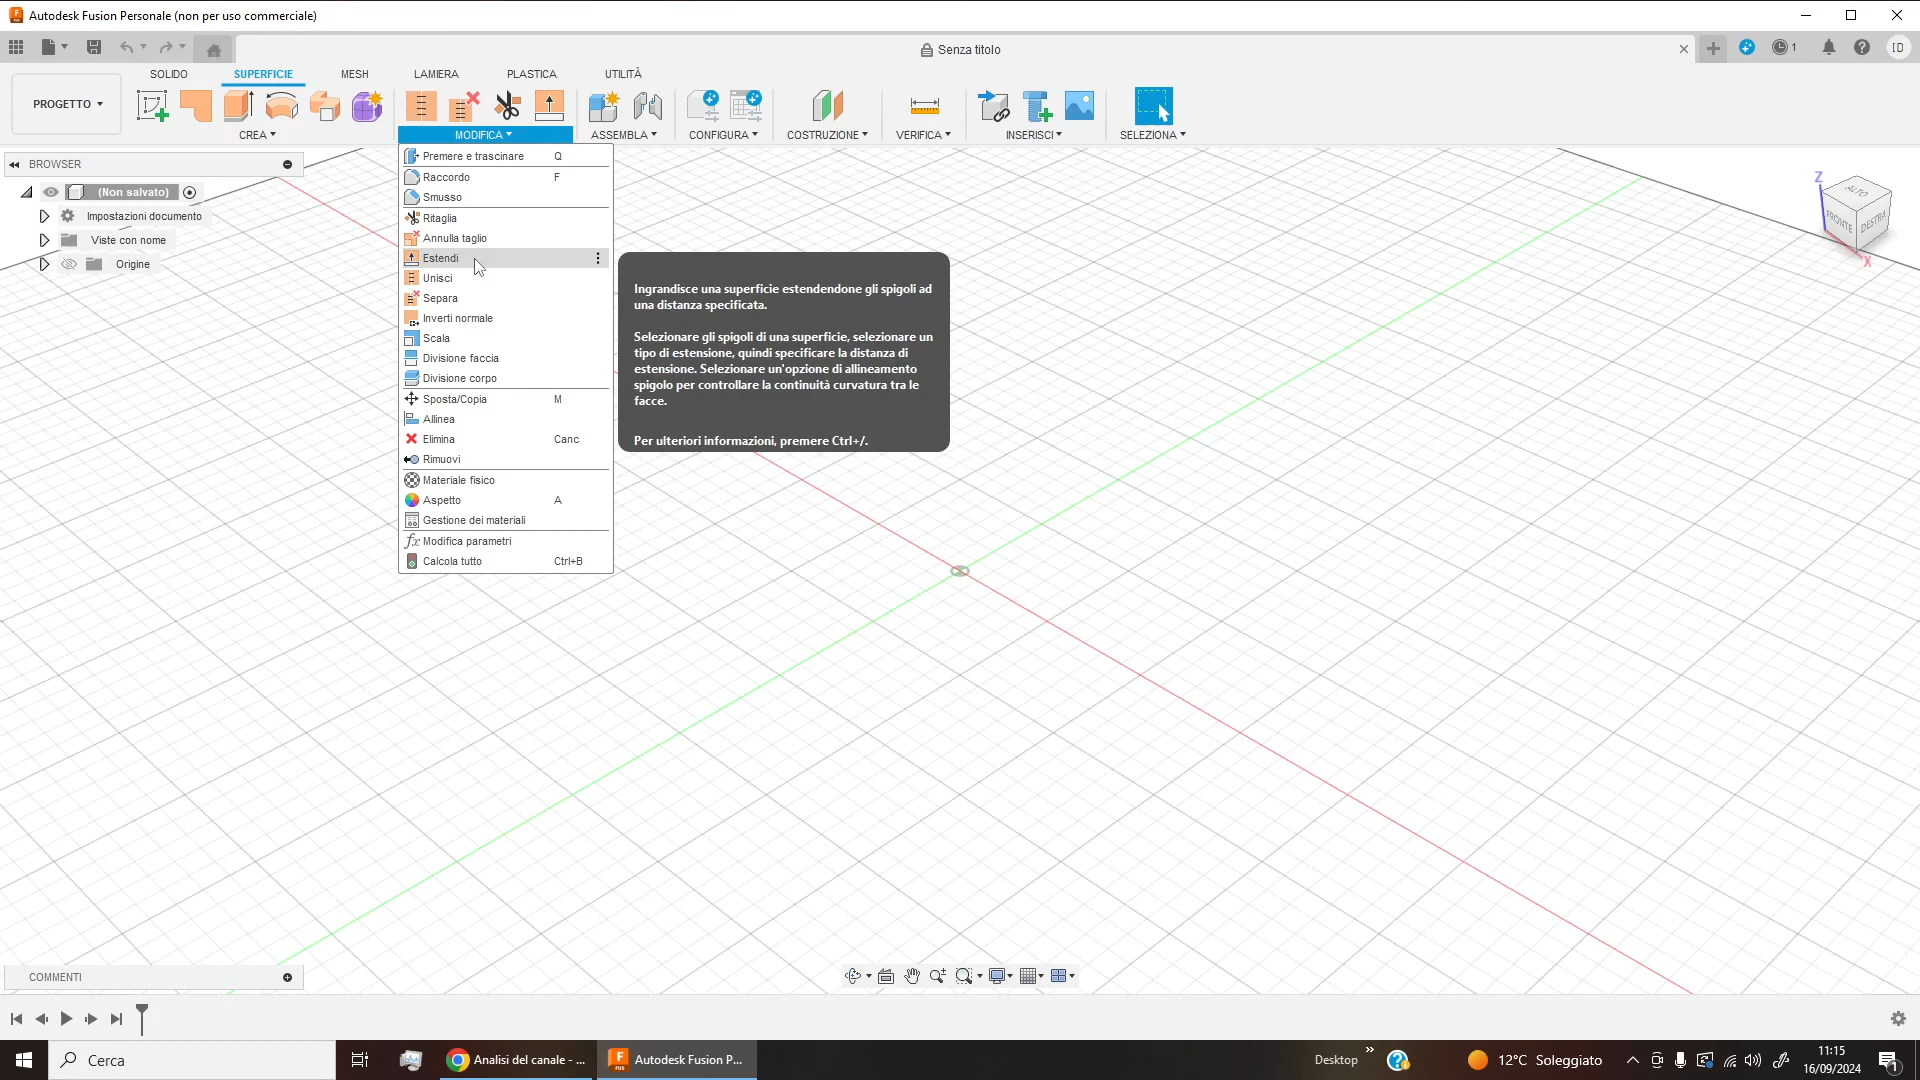 Autodesk Fusion Personale (non per uso commerciale)
Senza titolo
1
ID
PROGETTO
SOLIDO
SUPERFICIE
MESH
LAMIERA
PLASTICA
UTILITÀ
CREA
MODIFICA
ASSEMBLA
CONFIGURA
COSTRUZIONE
VERIFICA
INSERISCI
SELEZIONA
BROWSER
(Non salvato)
Impostazioni documento
Viste con nome
Origine
Premere e trascinare Q
Raccordo F
Smusso
Ritaglia
Annulla taglio
Estendi
Unisci
Separa
Inverti normale
Scala
Divisione faccia
Divisione corpo
Sposta/Copia M
Allinea
Elimina Canc
Rimuovi
Materiale fisico
Aspetto A
Gestione dei materiali
fx Modifica parametri
Calcola tutto Ctrl+B
Ingrandisce una superficie estendendone gli spigoli ad
una distanza specificata.
Selezionare gli spigoli di una superficie, selezionare un
tipo di estensione, quindi specificare la distanza di
estensione. Selezionare un'opzione di allineamento
spigolo per controllare la continuità curvatura tra le
facce.
Per ulteriori informazioni, premere Ctrl+/.
Z
ALTO
FRONTE
DESTRA
X
COMMENTI
Cerca
Analisi del canale - ...
Autodesk Fusion P...
Desktop
12°C Soleggiato
11:15
16/09/2024
1